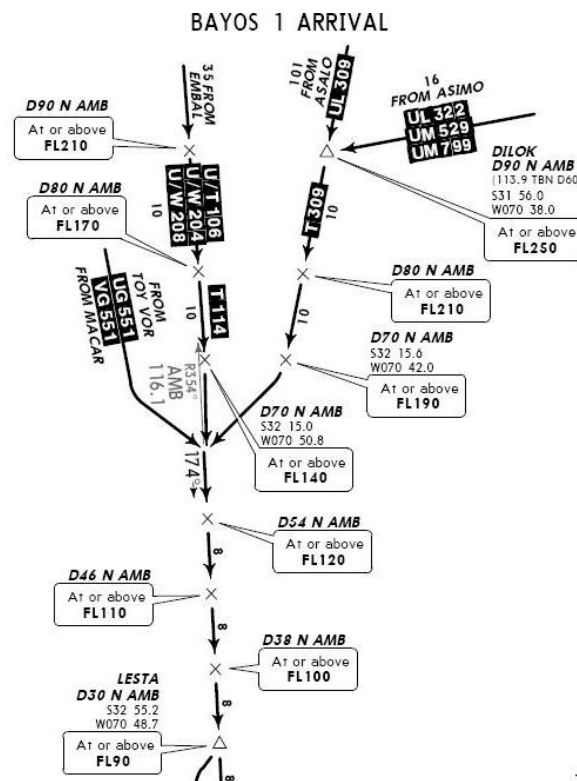 BAYOS 1 ARRIVAL
35 FROM
EMBAL
101
FROM
ASALO
UL 309
16
FROM ASIMO
UL 322
UM 529
UM 799
D90 N AMB
At or above
FL210
DILOK
D90 N AMB
(113.9 TBN D60
S31 56.0
W070 38.0
At or above
FL2S0
U/T 106
U/W 204
U/W 208
10
T 309
10
D80 N AMB
At or above
FL170
D80 N AMB
At or above
FL210
FROM
TOY VOR
UG 551
VG 551
FROM MACAR
T 114
10
10
R354°
AMB
116.1
D70 N AMB
S32 15.6
W070 42.0
At or above
FL190
D70 N AMB
S32 15.0
W070 50.8
At or above
FL140
174°
D54 N AMB
At or above
FL120
8
D46 N AMB
At or above
FL110
8
D38 N AMB
At or above
FL100
8
LESTA
D30 N AMB
S32 55.2
W070 48.7
At or above
FL90
8